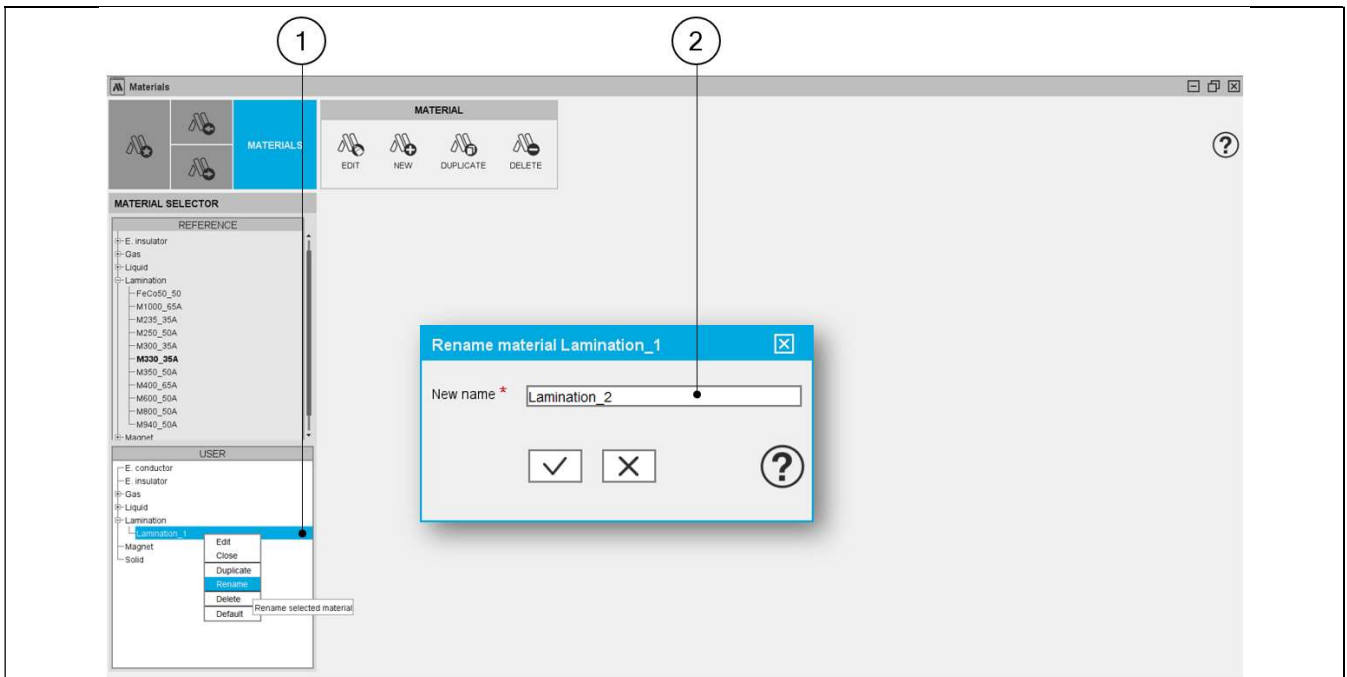 1
2
Materials
MATERIALS
MATERIAL
EDIT
NEW
DUPLICATE
DELETE
?
MATERIAL SELECTOR
REFERENCE
E. insulator
Gas
Liquid
Lamination
FeCo50_50
M1000_65A
M235_35A
M250_50A
M300_35A
M330_35A
M350_50A
M400_65A
M600_50A
M800_50A
M940_50A
Magnet
USER
E. conductor
E. insulator
Gas
Liquid
Lamination
Lamination_1
Magnet
Solid
Edit
Close
Duplicate
Rename
Delete
Default
Rename selected material
Rename material Lamination_1
New name *
Lamination_2
?